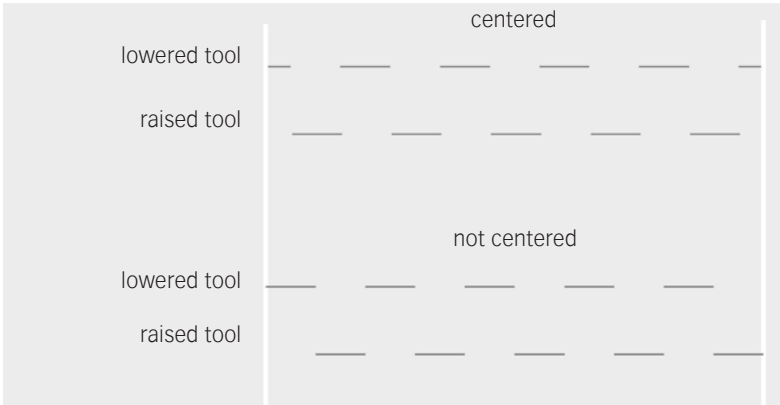 centered
lowered tool
raised tool
not centered
lowered tool
raised tool